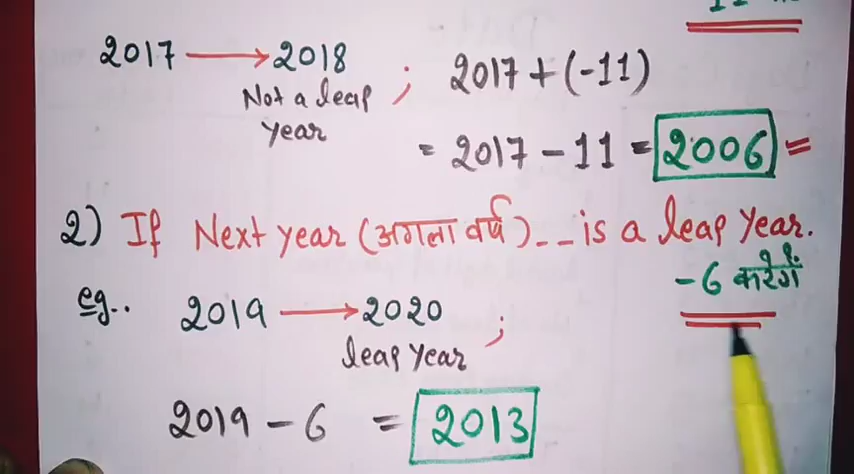 2017 → 2018 ; 2017 + (-11)
Not a leap
year
= 2017 - 11 = 2006 =
2) If Next year (अगला वर्ष) _ _ is a leap year.
-6 करेंगे
eg.. 2019 → 2020 ;
leap year
2019 - 6 = 2013